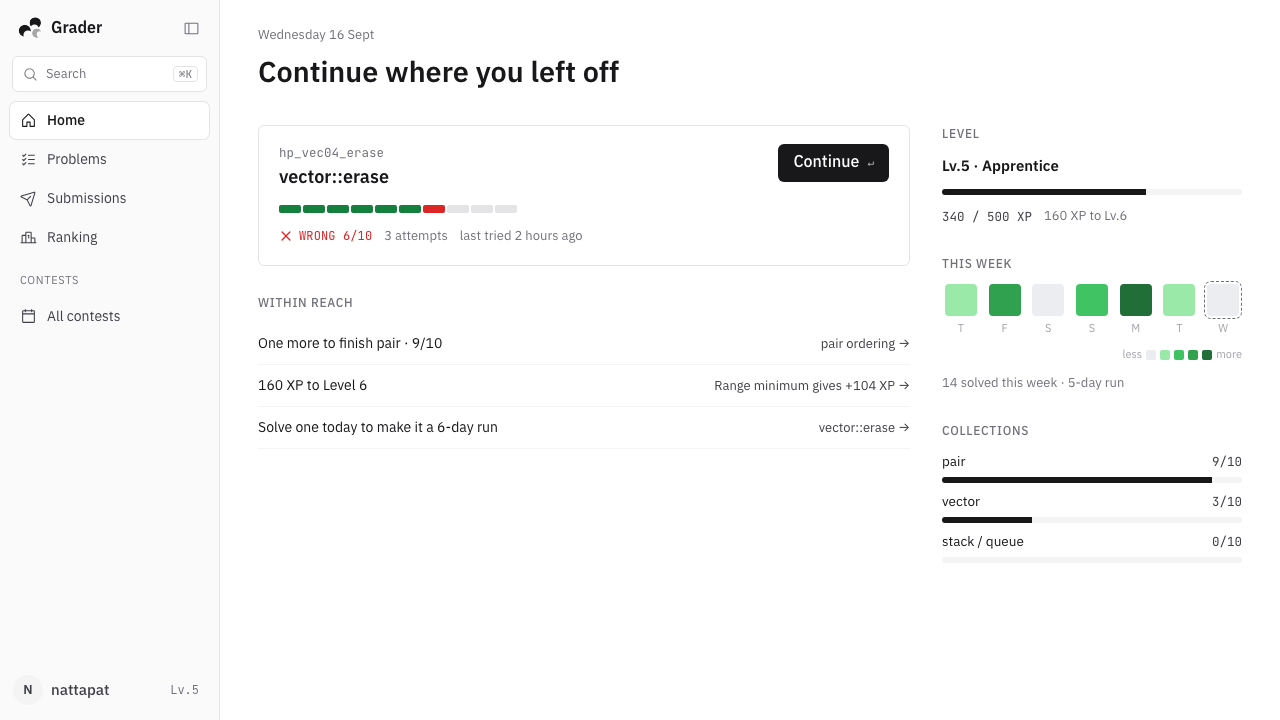 Grader
Search ⌘K
Home
Problems
Submissions
Ranking
CONTESTS
All contests
N nattapat Lv.5
Wednesday 16 Sept
Continue where you left off
hp_vec04_erase
vector::erase
Continue ↵
WRONG 6/10 3 attempts last tried 2 hours ago
WITHIN REACH
One more to finish pair · 9/10 pair ordering →
160 XP to Level 6 Range minimum gives +104 XP →
Solve one today to make it a 6-day run vector::erase →
LEVEL
Lv.5 · Apprentice
340 / 500 XP 160 XP to Lv.6
THIS WEEK
T F S S M T W
less more
14 solved this week · 5-day run
COLLECTIONS
pair 9/10
vector 3/10
stack / queue 0/10